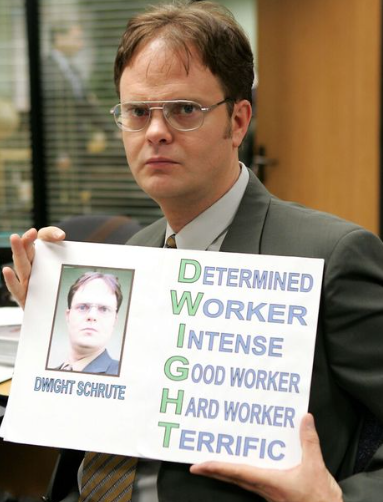 DWIGHT SCHRUTE
DETERMINED
WORKER
INTENSE
GOOD WORKER
HARD WORKER
TERRIFIC